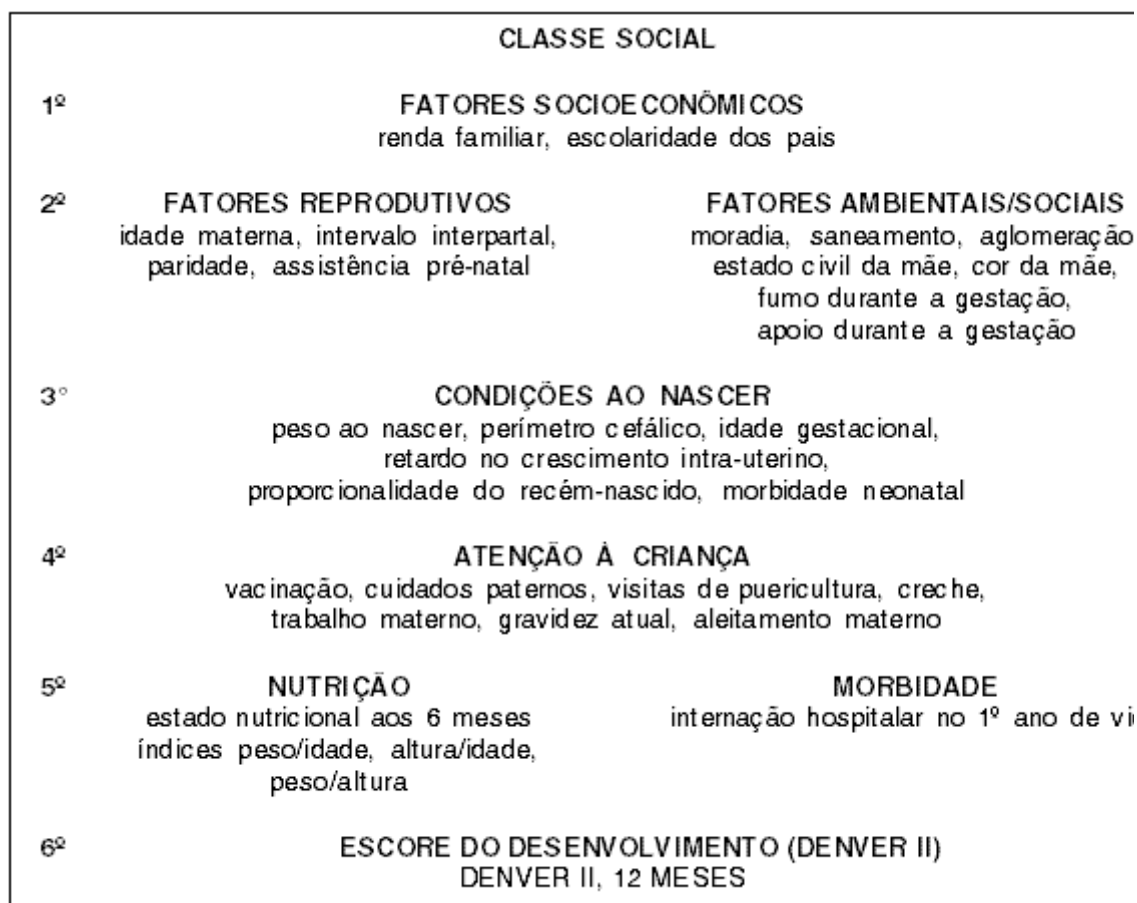 CLASSE SOCIAL
1º FATORES SOCIOECONÔMICOS
renda familiar, escolaridade dos pais
2º FATORES REPRODUTIVOS
idade materna, intervalo interpartal,
paridade, assistência pré-natal
FATORES AMBIENTAIS/SOCIAIS
moradia, saneamento, aglomeração
estado civil da mãe, cor da mãe,
fumo durante a gestação,
apoio durante a gestação
3° CONDIÇÕES AO NASCER
peso ao nascer, perímetro cefálico, idade gestacional,
retardo no crescimento intra-uterino,
proporcionalidade do recém-nascido, morbidade neonatal
4º ATENÇÃO À CRIANÇA
vacinação, cuidados paternos, visitas de puericultura, creche,
trabalho materno, gravidez atual, aleitamento materno
5º NUTRIÇÃO
estado nutricional aos 6 meses
índices peso/idade, altura/idade,
peso/altura
MORBIDADE
internação hospitalar no 1º ano de
6º ESCORE DO DESENVOLVIMENTO (DENVER II)
DENVER II, 12 MESES